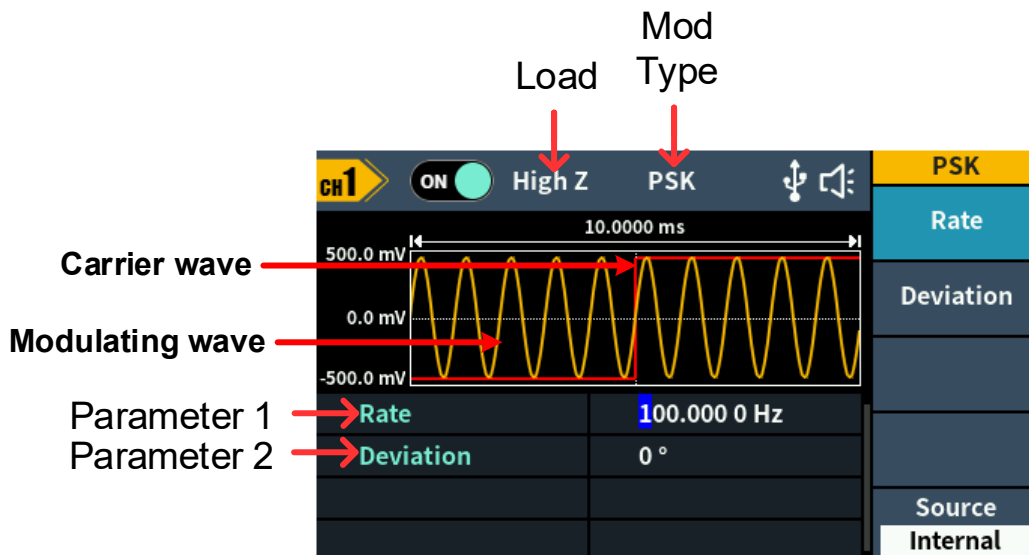 Mod
Type
Load
CH1
ON
High Z
PSK
PSK
Rate
Deviation
10.0000 ms
500.0 mV
Carrier wave
0.0 mV
Modulating wave
-500.0 mV
Parameter 1
Rate
100.000 0 Hz
Parameter 2
Deviation
0 °
Source
Internal